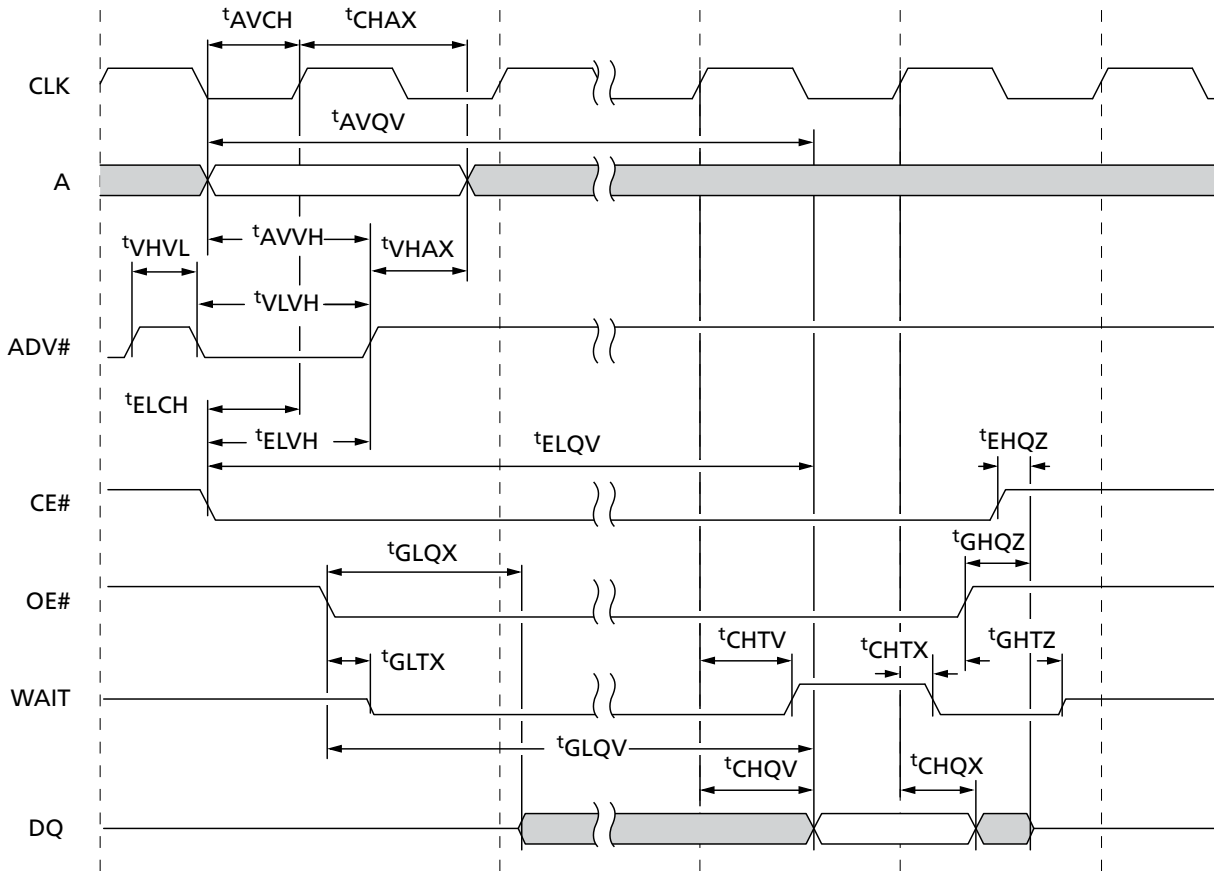 tAVCH tCHAX
CLK
tAVQV
A
tVHVL tAVVH tVHAX
tVLVH
ADV#
tELCH
tELVH tELQV tEHQZ
CE#
tGLQX tGHQZ
OE#
tGLTX tCHTV tCHTX tGHTZ
WAIT
tGLQV
tCHQV tCHQX
DQ